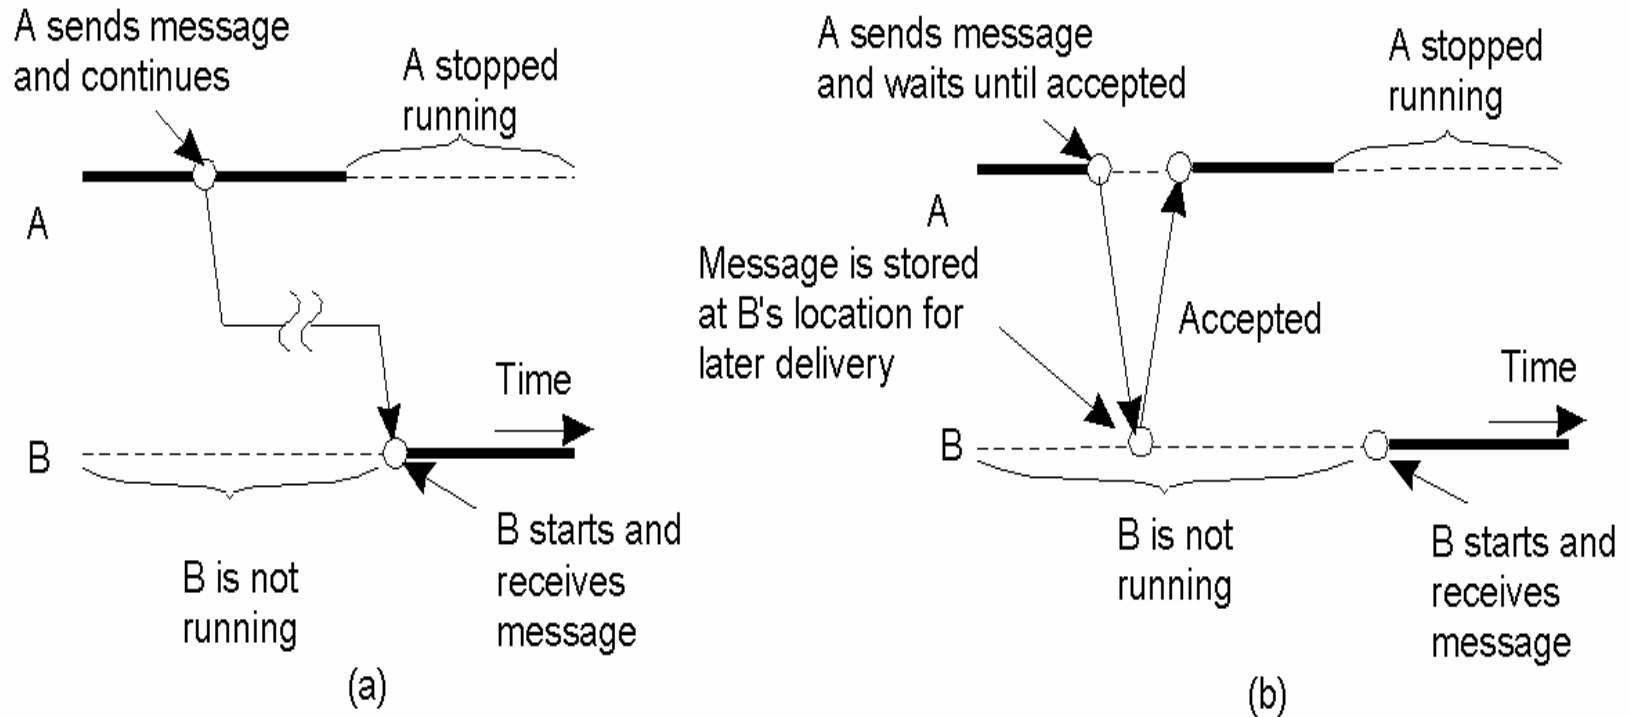 A sends message
and continues
A stopped
running
A
Time
B
B starts and
receives
message
B is not
running
(a)
A sends message
and waits until accepted
A stopped
running
A
Message is stored
at B's location for
later delivery
Accepted
Time
B
B is not
running
B starts and
receives
message
(b)